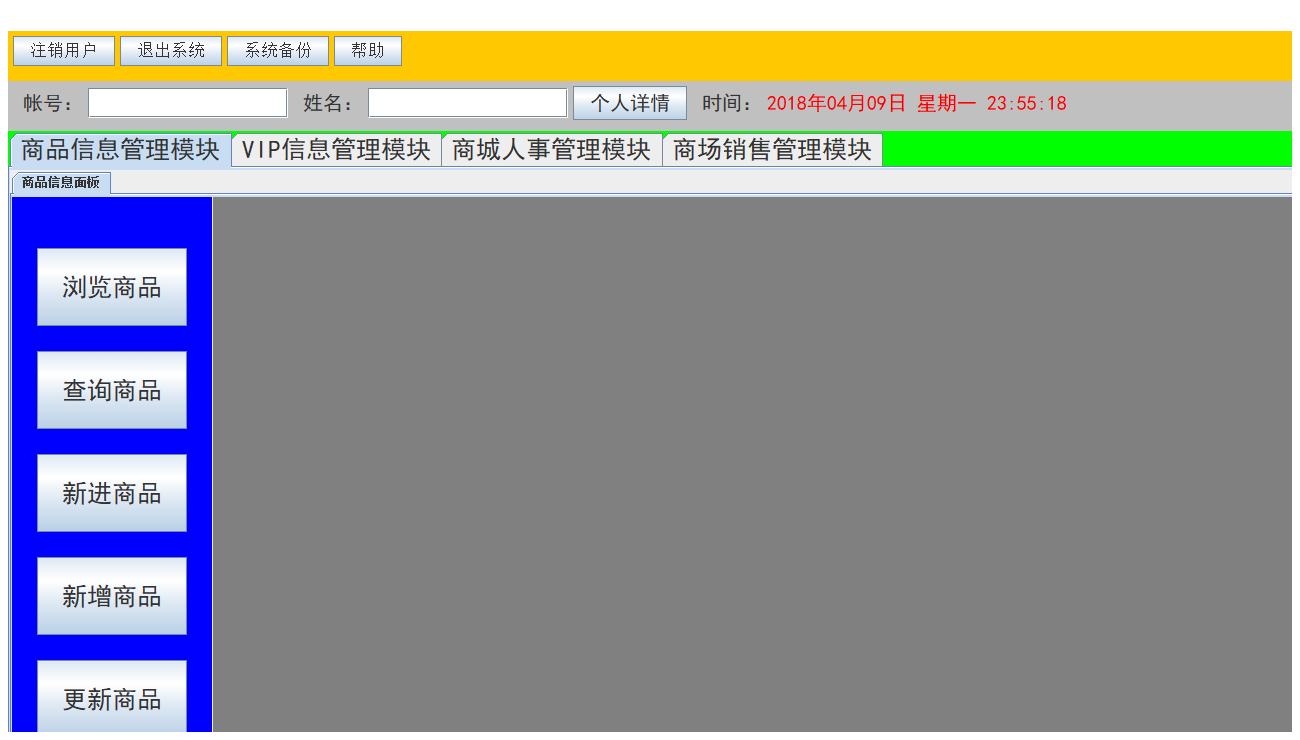 注销用户 退出系统 系统备份 帮助
帐号： 姓名： 个人详情 时间： 2018年04月09日 星期一 23:55:18
商品信息管理模块 VIP信息管理模块 商城人事管理模块 商场销售管理模块
商品信息面板
浏览商品
查询商品
新进商品
新增商品
更新商品